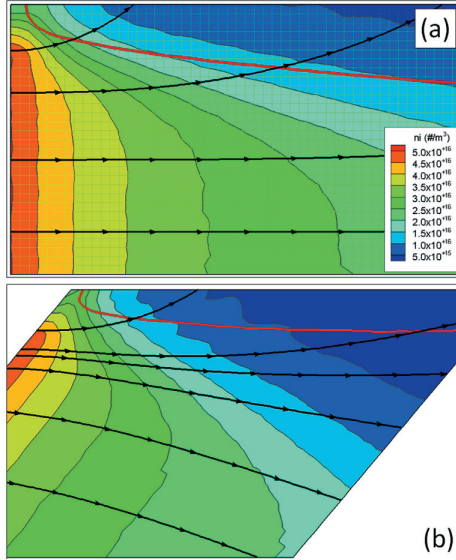 (a)
ni (#/m³)
5.0x10⁺¹⁶
4.5x10⁺¹⁶
4.0x10⁺¹⁶
3.5x10⁺¹⁶
3.0x10⁺¹⁶
2.5x10⁺¹⁶
2.0x10⁺¹⁶
1.5x10⁺¹⁶
1.0x10⁺¹⁶
5.0x10⁺¹⁵
(b)